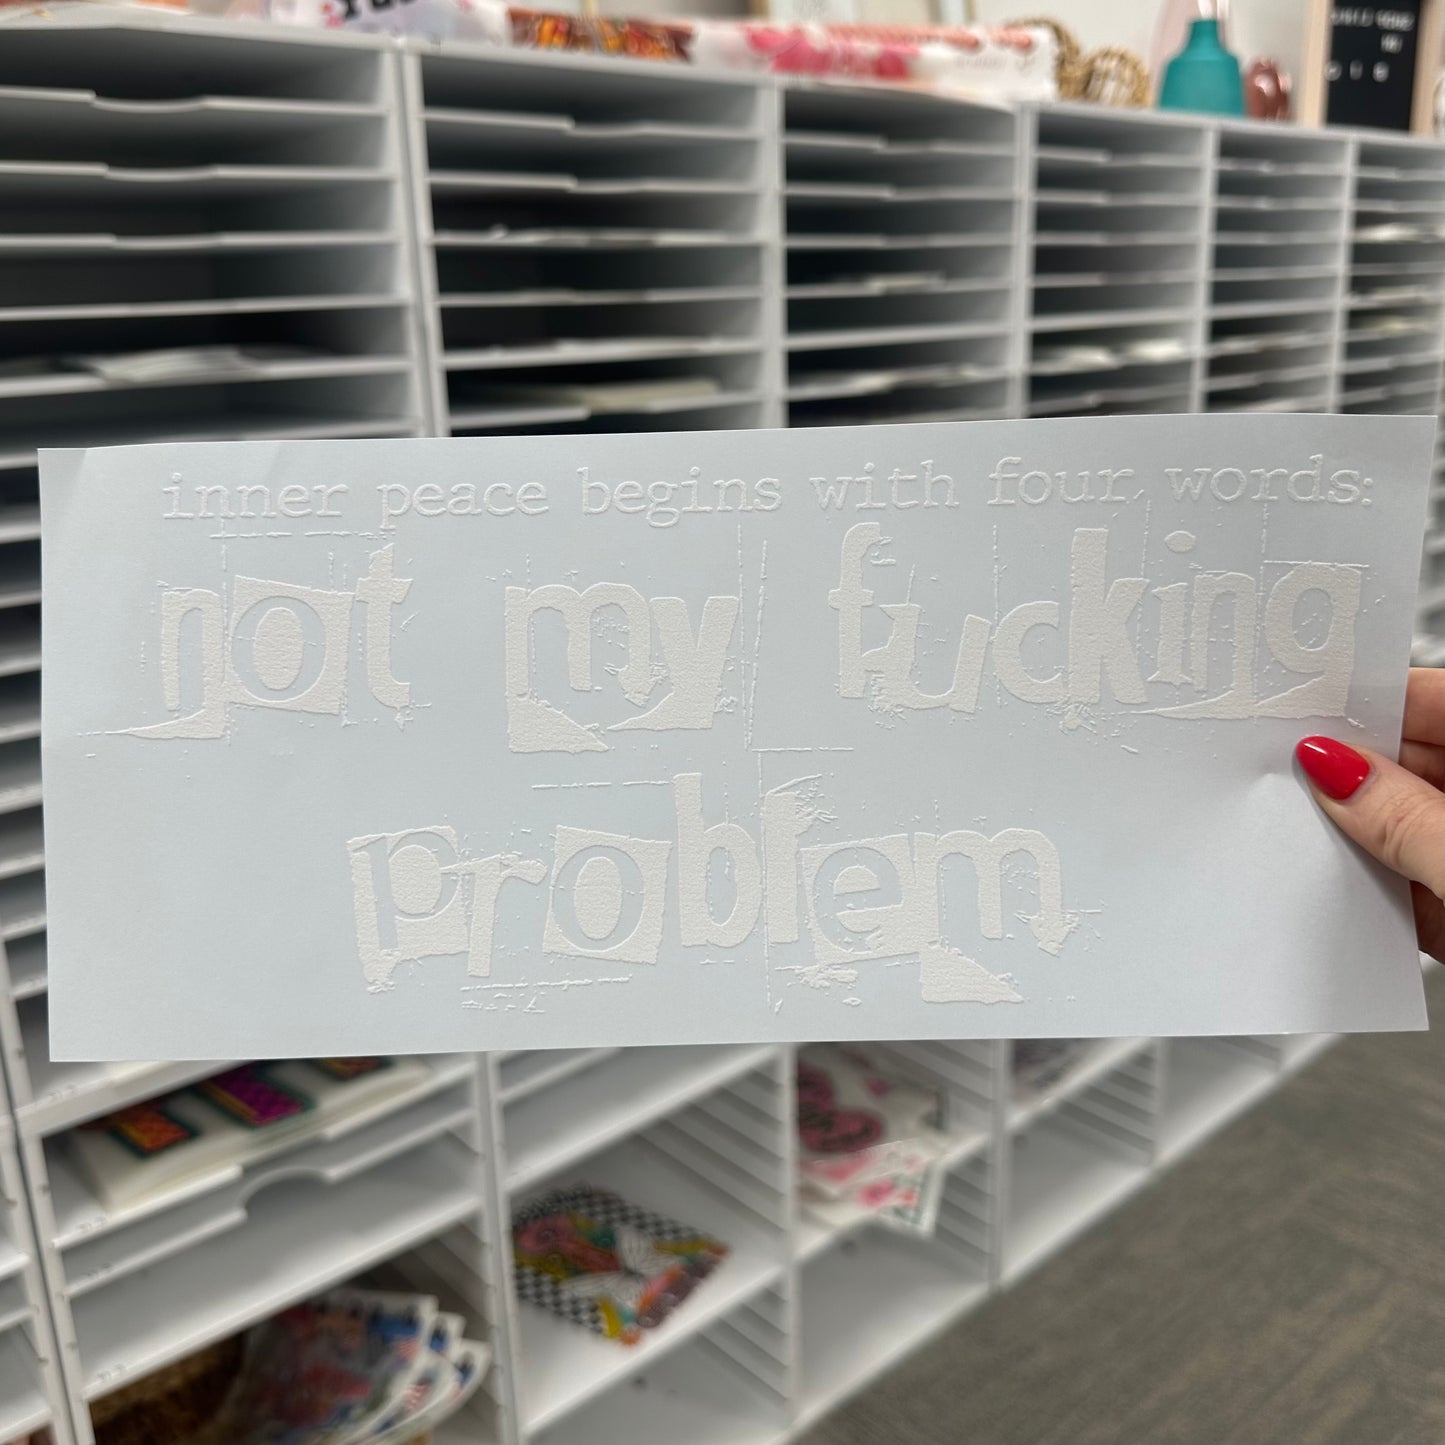 inner peace begins with four words:
not my fucking
problem